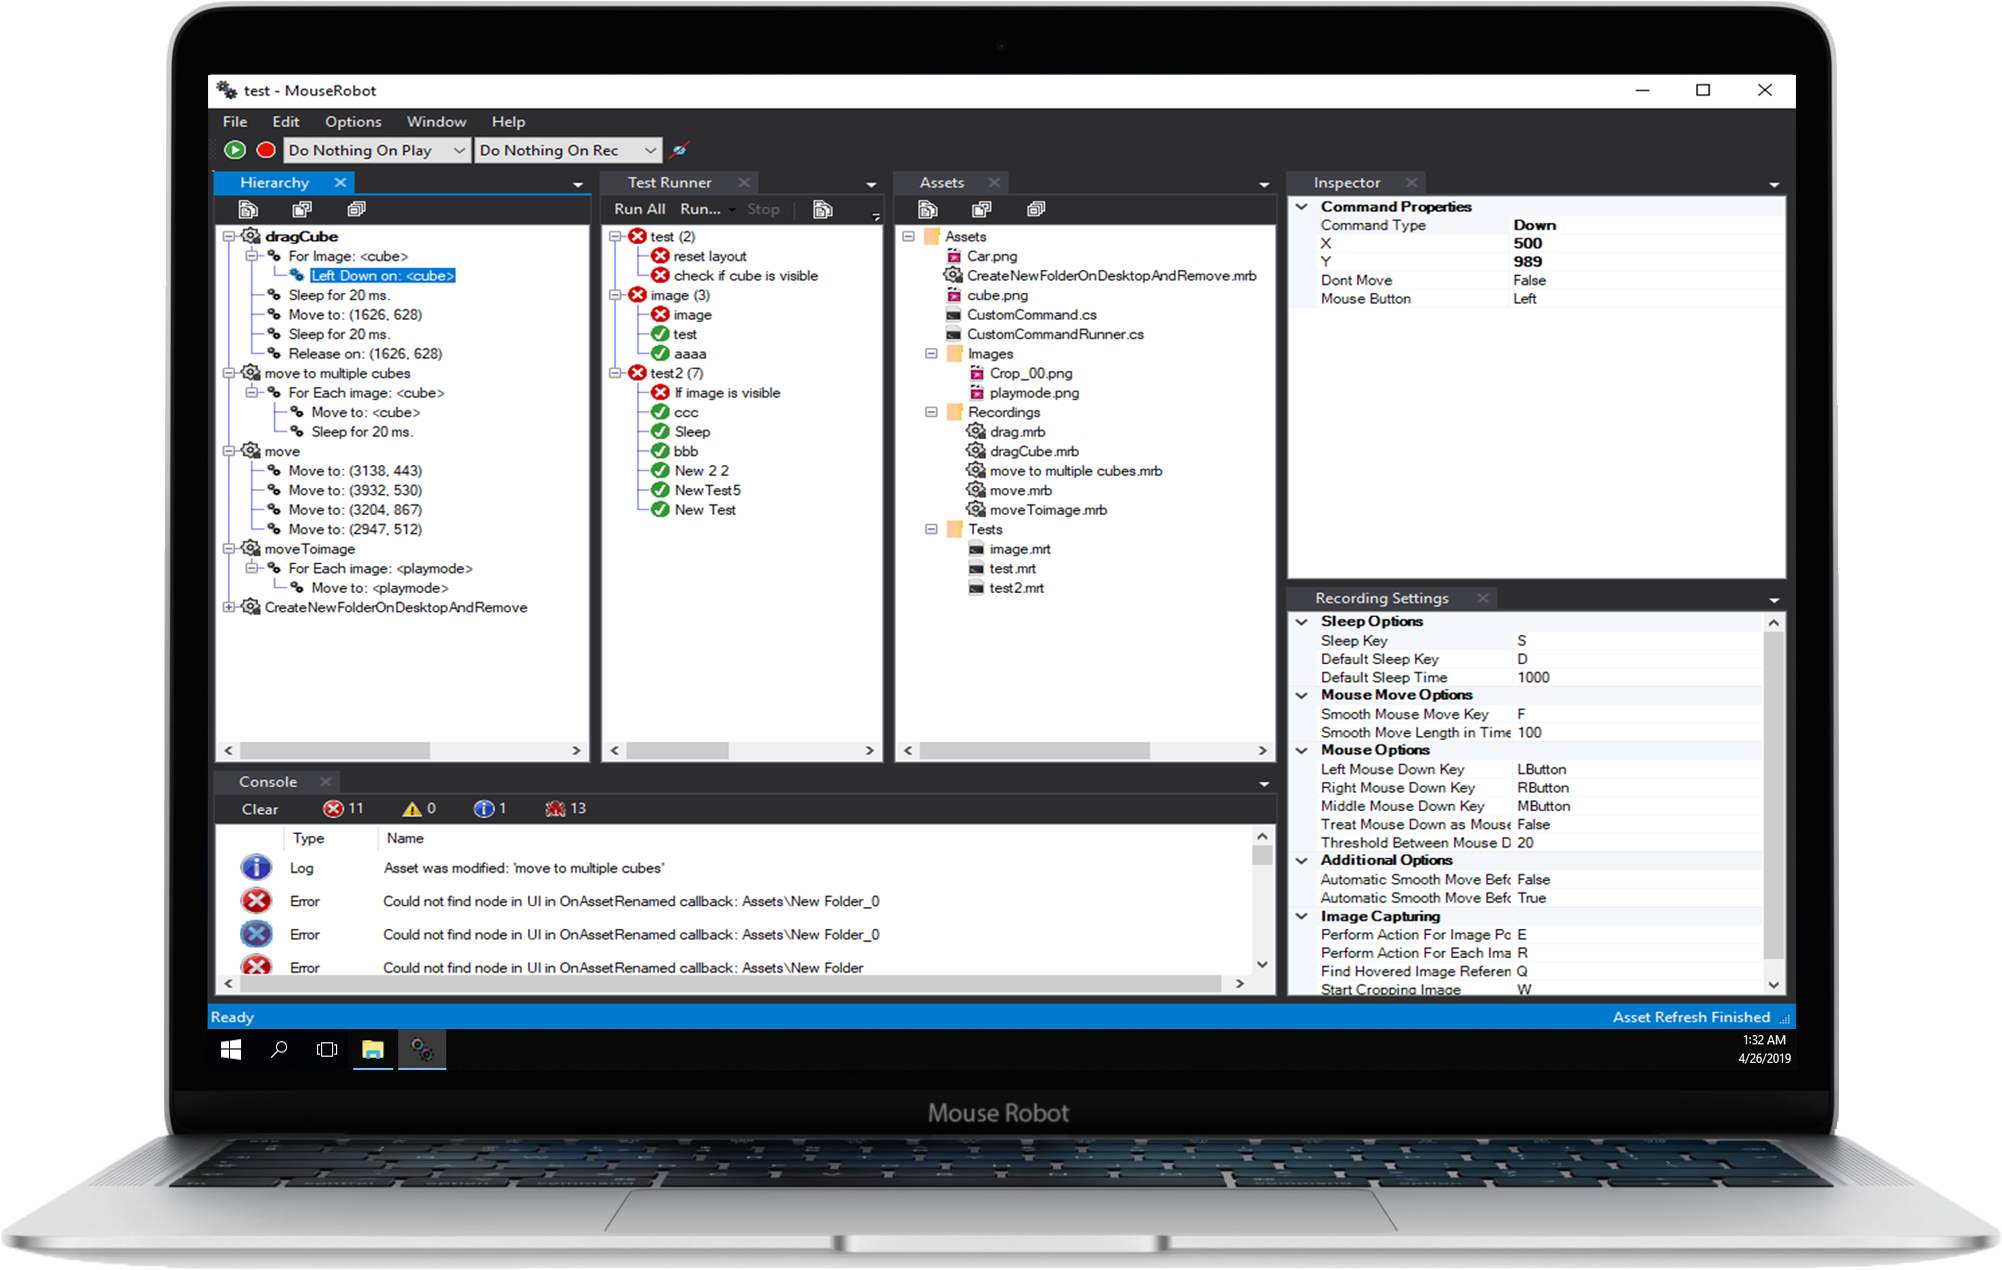 test - MouseRobot
File Edit Options Window Help
Do Nothing On Play Do Nothing On Rec
Hierarchy
dragCube
For Image: <cube>
Left Down on: <cube>
Sleep for 20 ms.
Move to: (1626, 628)
Sleep for 20 ms.
Release on: (1626, 628)
move to multiple cubes
For Each image: <cube>
Move to: <cube>
Sleep for 20 ms.
move
Move to: (3138, 443)
Move to: (3932, 530)
Move to: (3204, 867)
Move to: (2947, 512)
moveToimage
For Each image: <playmode>
Move to: <playmode>
CreateNewFolderOnDesktopAndRemove
Test Runner
Run All Run... Stop
test (2)
reset layout
check if cube is visible
image (3)
image
test
aaaa
test2 (7)
If image is visible
ccc
Sleep
bbb
New 2 2
NewTest5
New Test
Assets
Assets
Car.png
CreateNewFolderOnDesktopAndRemove.mrb
cube.png
CustomCommand.cs
CustomCommandRunner.cs
Images
Crop_00.png
playmode.png
Recordings
drag.mrb
dragCube.mrb
move to multiple cubes.mrb
move.mrb
moveToimage.mrb
Tests
image.mrt
test.mrt
test2.mrt
Inspector
Command Properties
Command Type Down
X 500
Y 989
Dont Move False
Mouse Button Left
Recording Settings
Sleep Options
Sleep Key S
Default Sleep Key D
Default Sleep Time 1000
Mouse Move Options
Smooth Mouse Move Key F
Smooth Move Length in Time 100
Mouse Options
Left Mouse Down Key LButton
Right Mouse Down Key RButton
Middle Mouse Down Key MButton
Treat Mouse Down as Mouse False
Threshold Between Mouse D 20
Additional Options
Automatic Smooth Move Befo False
Automatic Smooth Move Befo True
Image Capturing
Perform Action For Image Po E
Perform Action For Each Ima R
Find Hovered Image Referen Q
Start Cropping Image W
Console
Clear 11 0 1 13
Type Name
Log Asset was modified: 'move to multiple cubes'
Error Could not find node in UI in OnAssetRenamed callback: Assets\New Folder_0
Error Could not find node in UI in OnAssetRenamed callback: Assets\New Folder_0
Error Could not find node in UI in OnAssetRenamed callback: Assets\New Folder
Ready Asset Refresh Finished
1:32 AM
4/26/2019
Mouse Robot